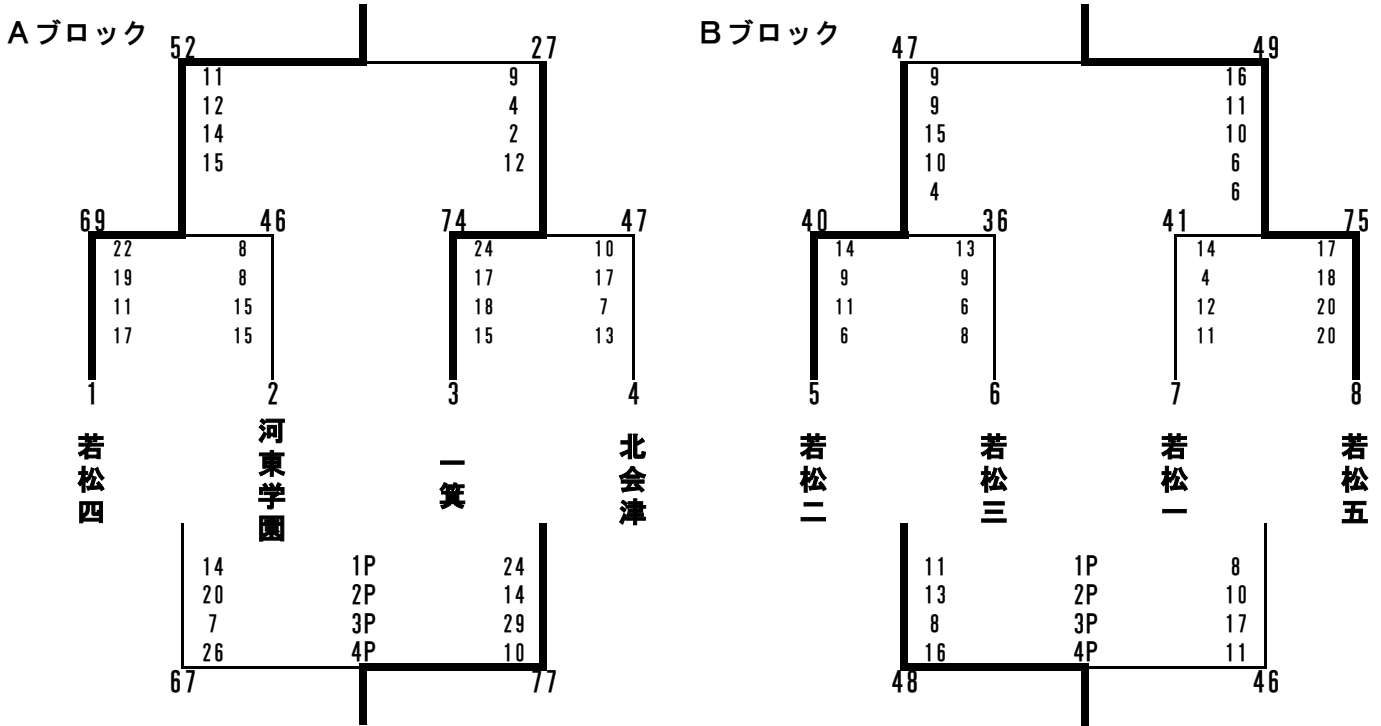 Aブロック
Bブロック
52 27 47 49
11 9 9 16
12 4 9 11
14 2 15 10
15 12 10 6
4 6
69 46 74 47 40 36 41 75
22 8 24 10 14 13 14 17
19 8 17 17 9 9 4 18
11 15 18 7 11 6 12 20
17 15 15 13 6 8 11 20
1 2 3 4 5 6 7 8
若松四
河東学園
一箕
北会津
若松二
若松三
若松一
若松五
14 1P 24 11 1P 8
20 2P 14 13 2P 10
7 3P 29 8 3P 17
26 4P 10 16 4P 11
67 77 48 46